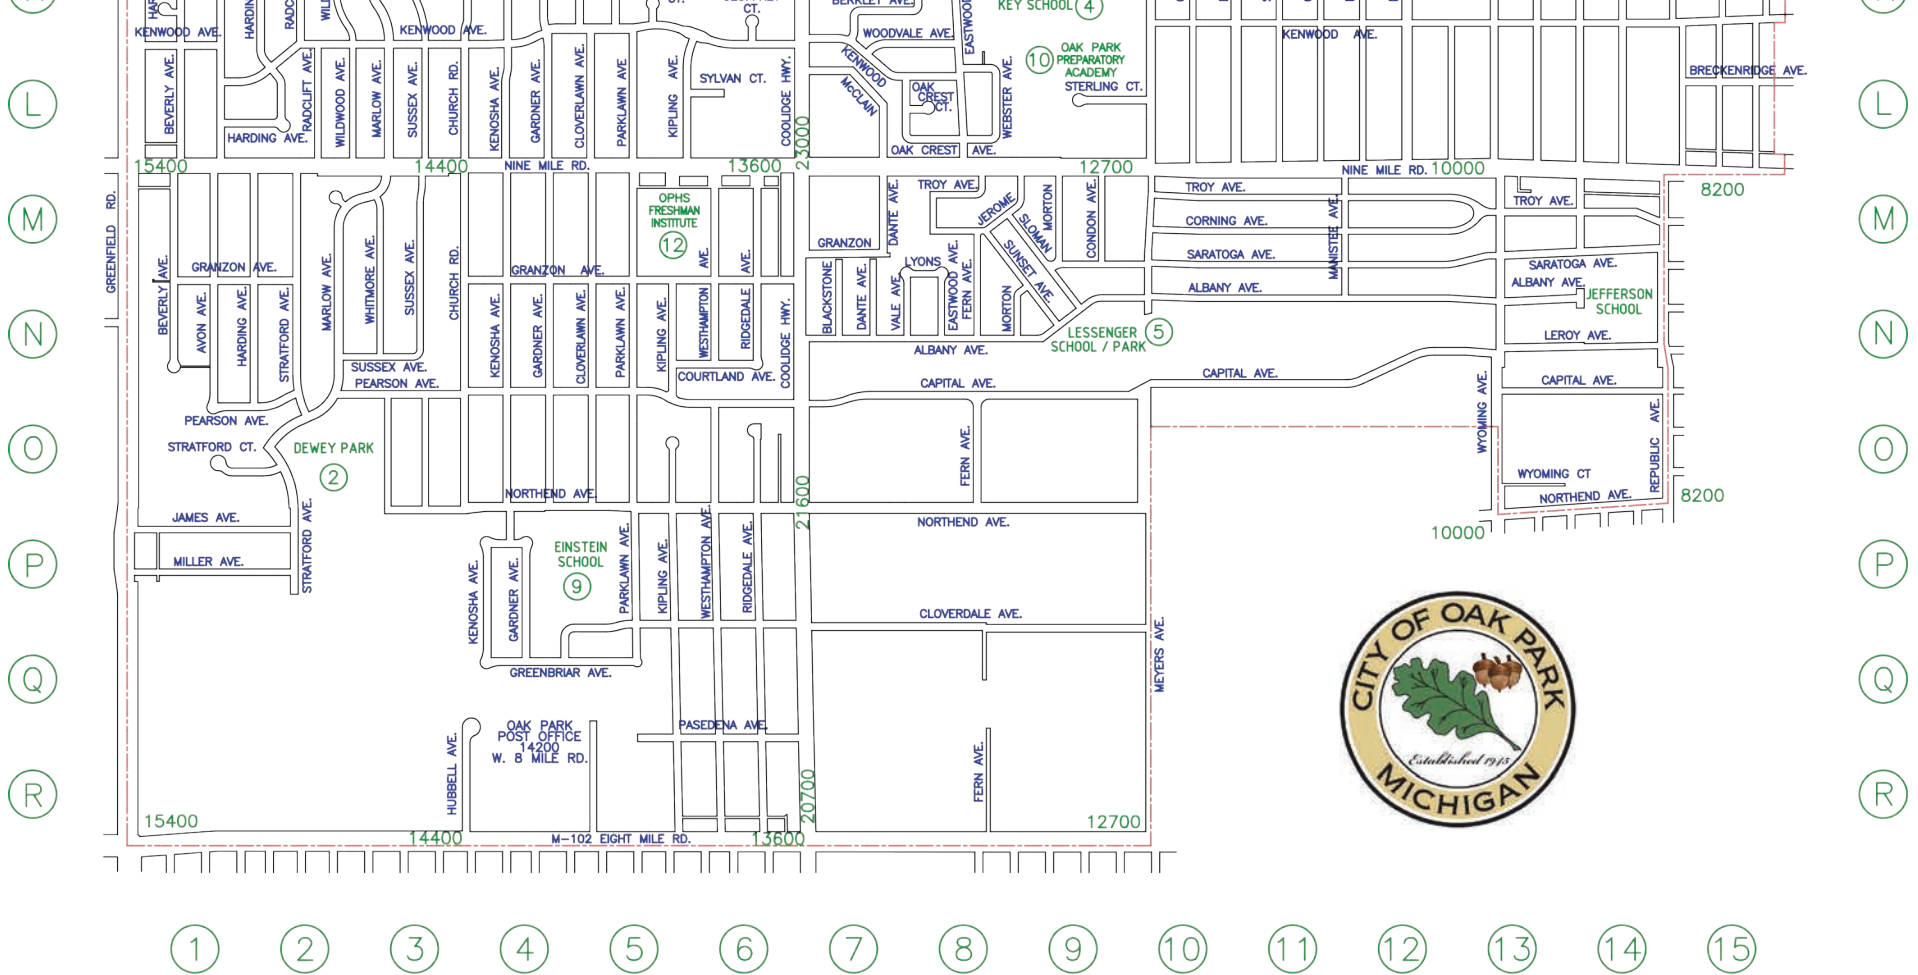 KEY SCHOOL 4
CT.
BERKLEY AVE.
KENWOOD AVE.
KENWOOD AVE.
WOODVALE AVE.
EASTWOOD
KENWOOD AVE.
10 OAK PARK
PREPARATORY
ACADEMY
L
BEVERLY AVE.
RADCLIFT AVE.
WILDWOOD AVE.
MARLOW AVE.
SUSSEX AVE.
CHURCH RD.
KENOSHA AVE.
GARDNER AVE.
CLOVERLAWN AVE.
PARKLAWN AVE
KIPLING AVE.
SYLVAN CT.
COOLIDGE HWY.
23000
KENWOOD
McCLAIN
OAK
CREST
CT.
WEBSTER AVE.
STERLING CT.
BRECKENRIDGE AVE.
L
HARDING AVE.
OAK CREST AVE.
15400
14400
NINE MILE RD.
13600
12700
NINE MILE RD.
10000
8200
M
GREENFIELD RD.
OPHS
FRESHMAN
INSTITUTE
12
TROY AVE.
DANTE AVE.
JEROME
SLOMAN
MORTON
CONDON AVE.
TROY AVE.
CORNING AVE.
MANISTEE AVE.
TROY AVE.
M
GRANZON
SUNSET AVE.
SARATOGA AVE.
SARATOGA AVE.
GRANZON AVE.
GRANZON AVE.
AVE.
AVE.
LYONS
ALBANY AVE.
ALBANY AVE.
JEFFERSON
SCHOOL
N
BEVERLY AVE.
AVON AVE.
HARDING AVE.
STRATFORD AVE.
MARLOW AVE.
WHITMORE AVE.
SUSSEX AVE.
CHURCH RD.
KENOSHA AVE.
GARDNER AVE.
CLOVERLAWN AVE.
PARKLAWN AVE.
KIPLING AVE.
WESTHAMPTON
RIDGEDALE
COOLIDGE HWY.
BLACKSTONE
DANTE AVE.
VALE AVE.
EASTWOOD AVE.
FERN AVE.
MORTON
LESSENGER
SCHOOL / PARK
5
LEROY AVE.
N
ALBANY AVE.
SUSSEX AVE.
PEARSON AVE.
COURTLAND AVE.
CAPITAL AVE.
CAPITAL AVE.
CAPITAL AVE.
WYOMING AVE.
REPUBLIC AVE.
PEARSON AVE.
O
STRATFORD CT.
DEWEY PARK
2
FERN AVE.
WYOMING CT
O
NORTHEND AVE.
21600
NORTHEND AVE.
8200
JAMES AVE.
STRATFORD AVE.
NORTHEND AVE.
10000
P
MILLER AVE.
KENOSHA AVE.
GARDNER AVE.
EINSTEIN
SCHOOL
9
PARKLAWN AVE.
KIPLING AVE.
WESTHAMPTON AVE.
RIDGEDALE AVE.
P
CLOVERDALE AVE.
MEYERS AVE.
Q
GREENBRIAR AVE.
Q
CITY OF OAK PARK
Established 1945
MICHIGAN
OAK PARK
POST OFFICE
14200
W. 8 MILE RD.
PASEDENA AVE.
HUBBELL AVE.
FERN AVE.
R
20700
R
15400
14400
M-102 EIGHT MILE RD.
13600
12700
1 2 3 4 5 6 7 8 9 10 11 12 13 14 15